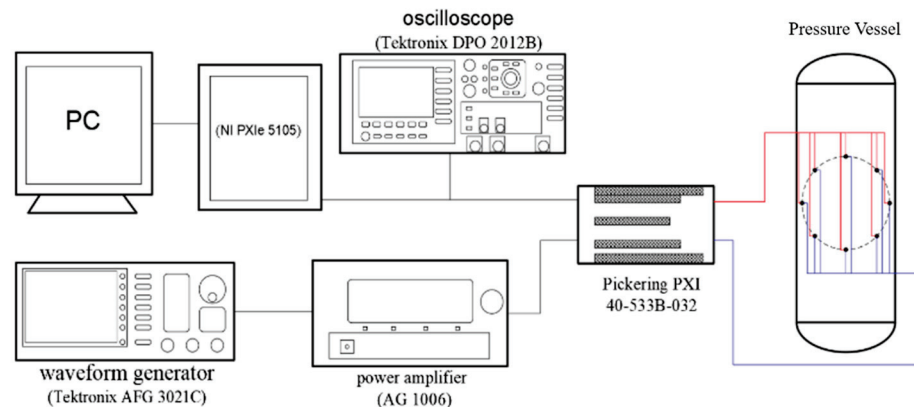 oscilloscope
(Tektronix DPO 2012B)
Pressure Vessel
PC
(NI PXIe 5105)
Pickering PXI
40-533B-032
waveform generator
(Tektronix AFG 3021C)
power amplifier
(AG 1006)